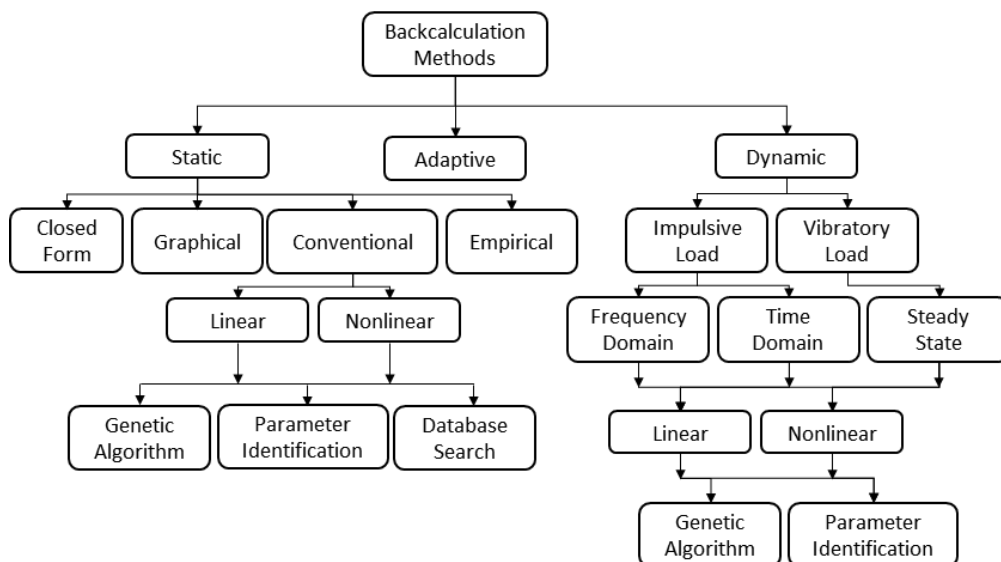 Backcalculation
Methods
Static
Adaptive
Dynamic
Closed
Form
Graphical
Conventional
Empirical
Impulsive
Load
Vibratory
Load
Linear
Nonlinear
Frequency
Domain
Time
Domain
Steady
State
Genetic
Algorithm
Parameter
Identification
Database
Search
Linear
Nonlinear
Genetic
Algorithm
Parameter
Identification